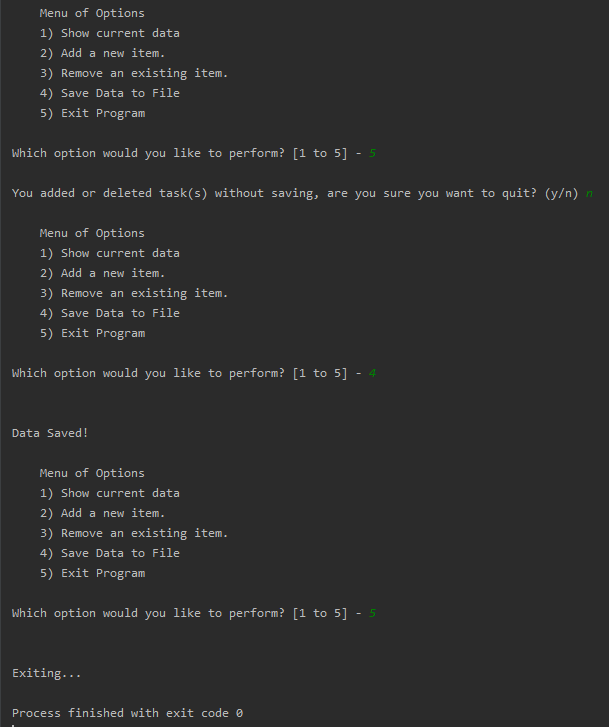 Menu of Options
1) Show current data
2) Add a new item.
3) Remove an existing item.
4) Save Data to File
5) Exit Program
Which option would you like to perform? [1 to 5] - 5
You added or deleted task(s) without saving, are you sure you want to quit? (y/n) n
Menu of Options
1) Show current data
2) Add a new item.
3) Remove an existing item.
4) Save Data to File
5) Exit Program
Which option would you like to perform? [1 to 5] - 4
Data Saved!
Menu of Options
1) Show current data
2) Add a new item.
3) Remove an existing item.
4) Save Data to File
5) Exit Program
Which option would you like to perform? [1 to 5] - 5
Exiting...
Process finished with exit code 0